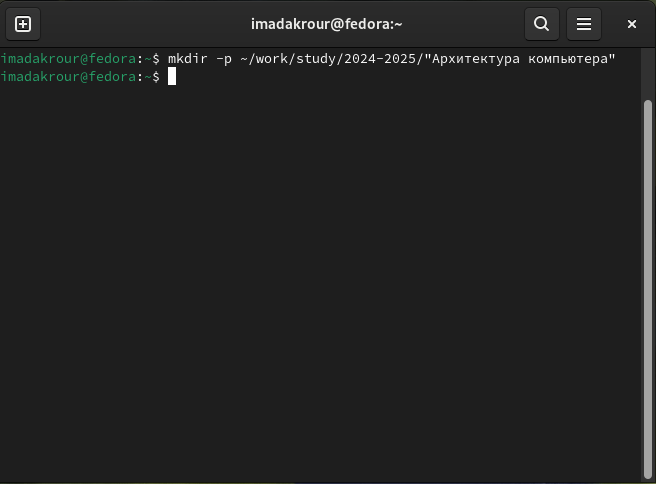 imadakrour@fedora:~
imadakrour@fedora:~$ mkdir -p ~/work/study/2024-2025/"Архитектура компьютера"
imadakrour@fedora:~$